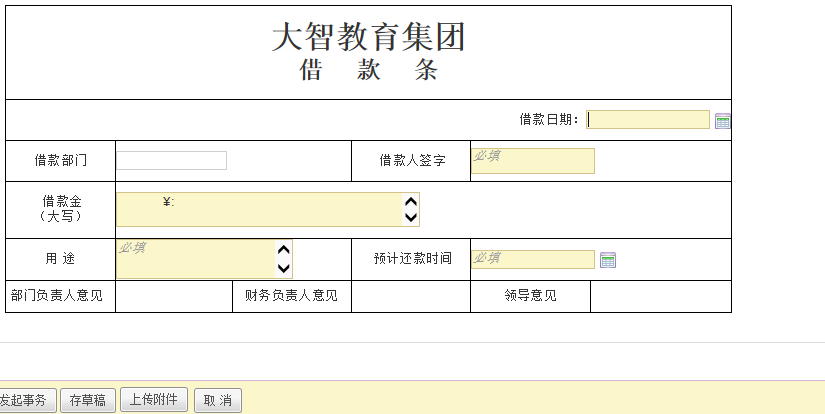 大智教育集团
借 款 条
借款日期：
借款部门 借款人签字 必填
借款金
（大写） ¥:
用 途 必填 预计还款时间 必填
部门负责人意见 财务负责人意见 领导意见
发起事务 存草稿 上传附件 取 消